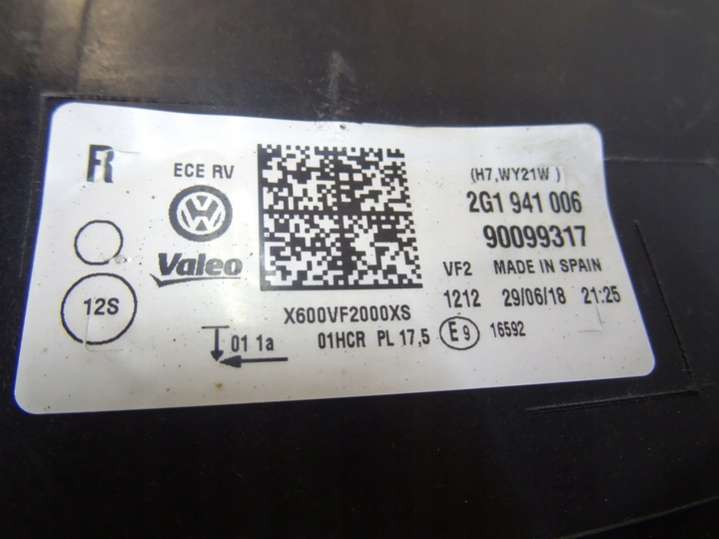 R
ECE RV
(H7,WY21W )
2G1 941 006
90099317
Valeo
VF2 MADE IN SPAIN
12S
X600VF2000XS
1212 29/06/18 21:25
01 1a
01HCR PL 17,5
E9 16592